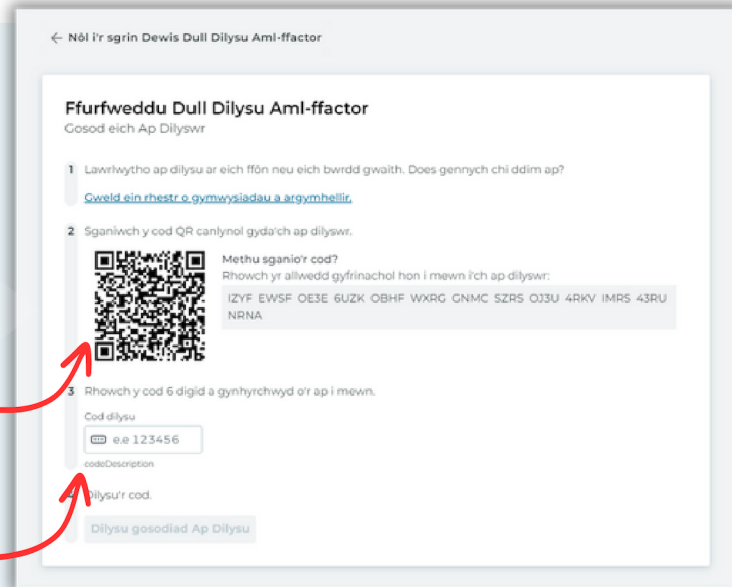 ← Nôl i'r sgrin Dewis Dull Dilysu Aml-ffactor
Ffurfweddu Dull Dilysu Aml-ffactor
Gosod eich Ap Dilyswr
1 Lawrlwytho ap dilysu ar eich ffôn neu eich bwrdd gwaith. Does gennych chi ddim ap?
Gweld ein rhestr o gymwysiadau a argymhellir.
2 Sganiwch y cod QR canlynol gyda'ch ap dilyswr.
Methu sganio'r cod?
Rhowch yr allwedd gyfrinachol hon i mewn i'ch ap dilyswr:
IZYF EWSF OE3E 6UZK OBHF WXRG GNMC SZRS OJ3U 4RKV IMRS 43RU
NRNA
3 Rhowch y cod 6 digid a gynhyrchwyd o'r ap i mewn.
Cod dilysu
e.e 123456
codeDescription
4 Dilysu'r cod.
Dilysu gosodiad Ap Dilysu